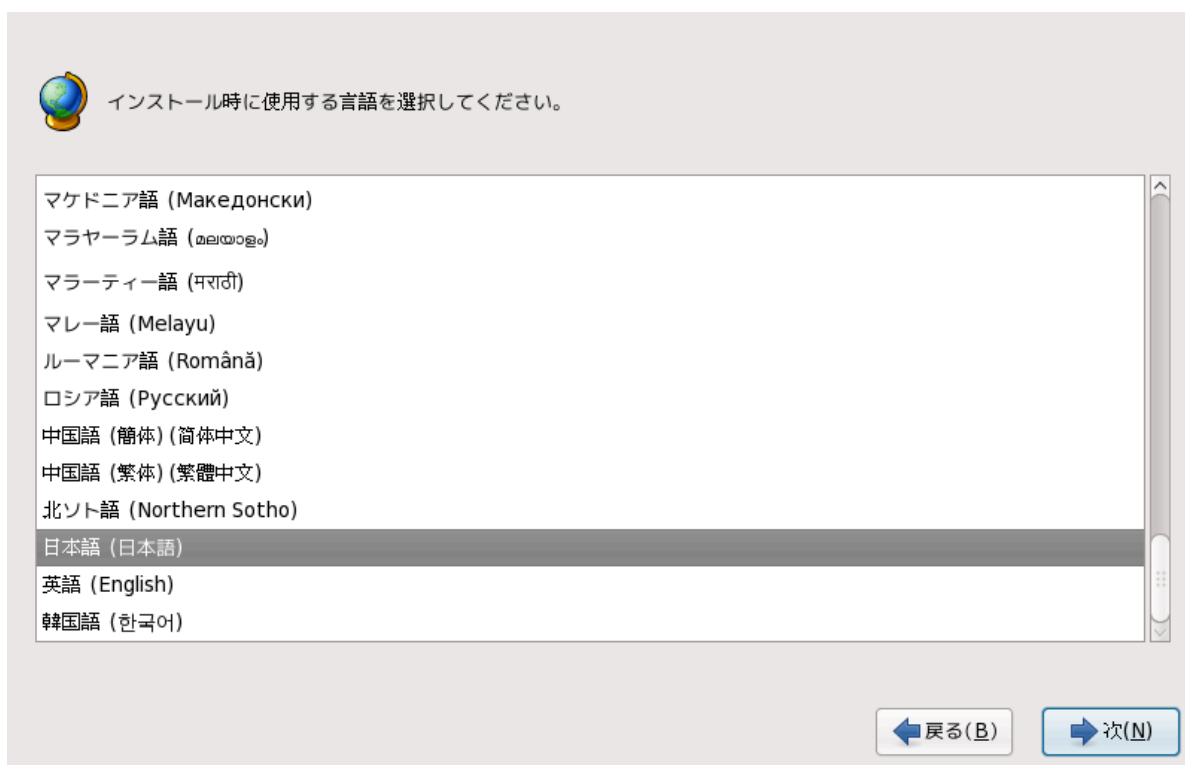 インストール時に使用する言語を選択してください。
マケドニア語 (Македонски)
マラヤーラム語 (മലയാളം)
マラーティー語 (मराठी)
マレー語 (Melayu)
ルーマニア語 (Română)
ロシア語 (Русский)
中国語 (簡体) (简体中文)
中国語 (繁体) (繁體中文)
北ソト語 (Northern Sotho)
日本語 (日本語)
英語 (English)
韓国語 (한국어)
戻る(B) 次(N)